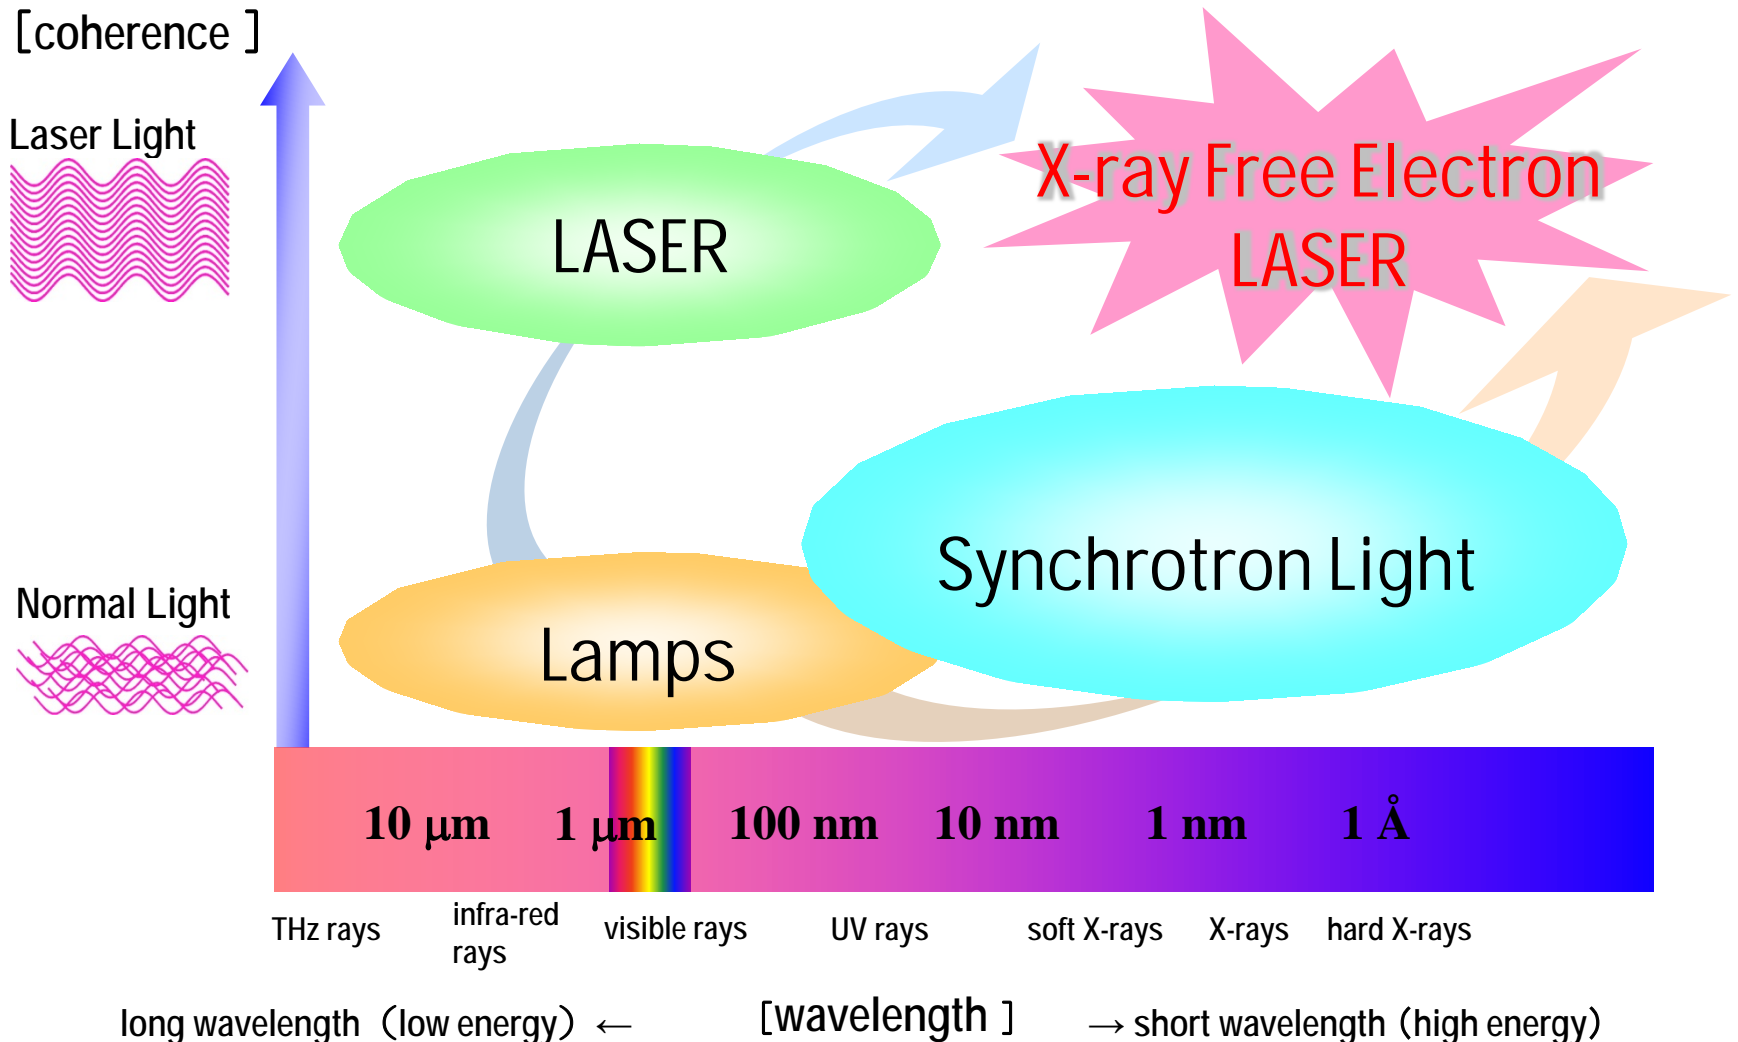 [coherence ]
Laser Light
X-ray Free Electron
LASER
LASER
Synchrotron Light
Normal Light
Lamps
10 μm 1 μm 100 nm 10 nm 1 nm 1 Å
THz rays
infra-red
rays
visible rays
UV rays
soft X-rays
X-rays
hard X-rays
long wavelength (low energy) ←
[wavelength ]
→ short wavelength (high energy)